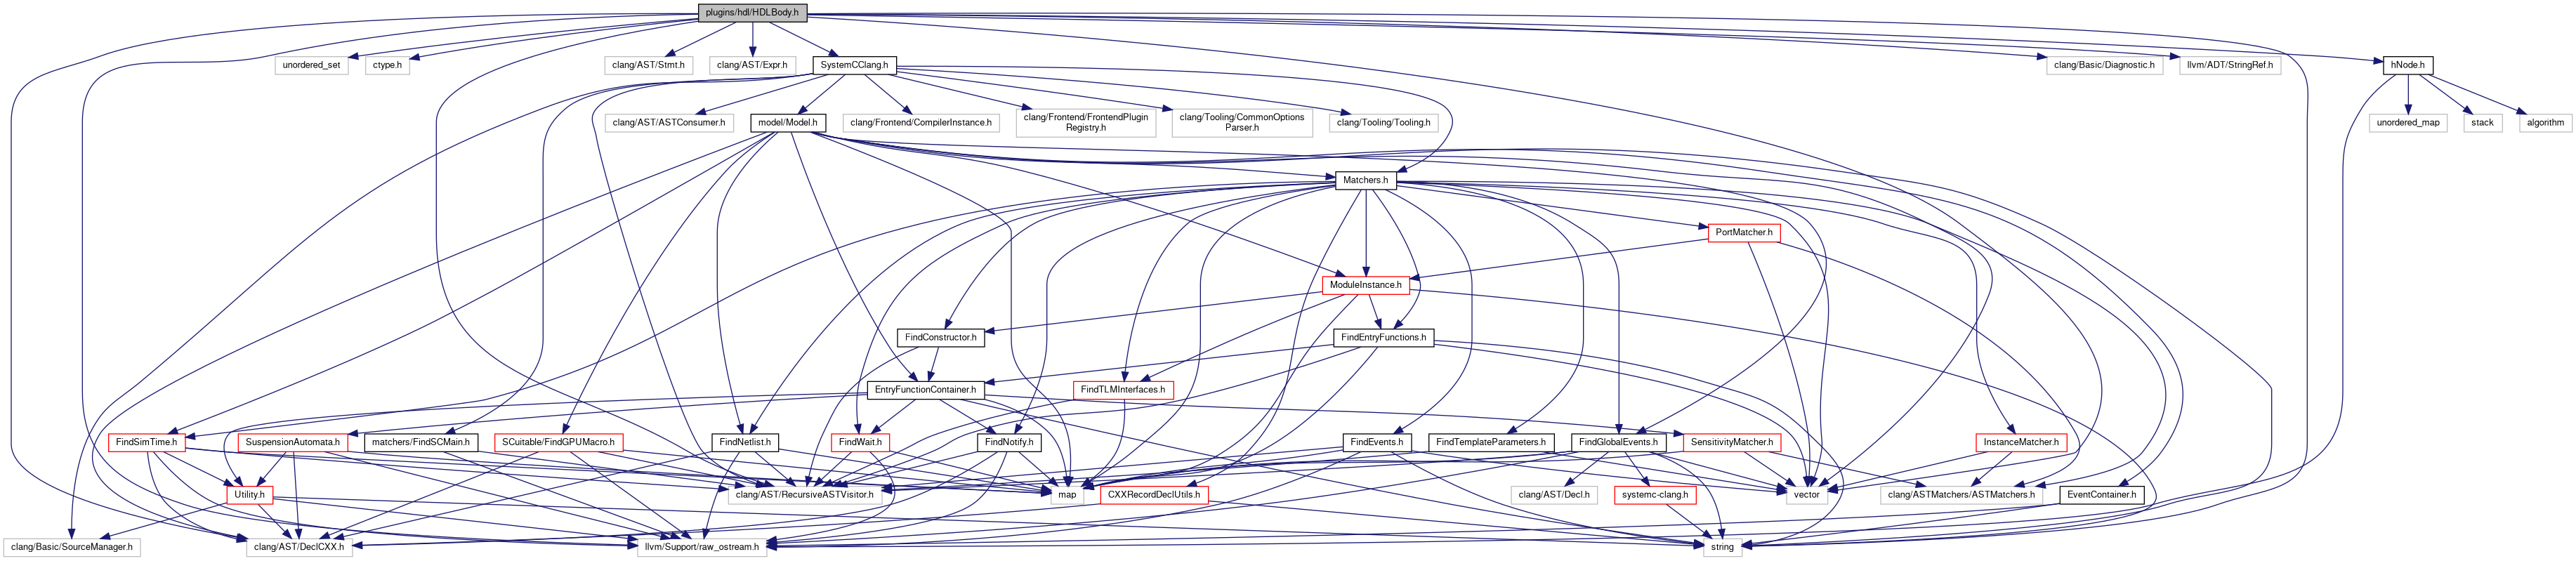 plugins/hdl/HDLBody.h
unordered_set
ctype.h
clang/AST/Stmt.h
clang/AST/Expr.h
SystemCClang.h
clang/Basic/Diagnostic.h
llvm/ADT/StringRef.h
hNode.h
clang/AST/ASTConsumer.h
model/Model.h
clang/Frontend/CompilerInstance.h
clang/Frontend/FrontendPlugin
Registry.h
clang/Tooling/CommonOptions
Parser.h
clang/Tooling/Tooling.h
unordered_map
stack
algorithm
Matchers.h
PortMatcher.h
ModuleInstance.h
FindConstructor.h
FindEntryFunctions.h
EntryFunctionContainer.h
FindTLMInterfaces.h
FindSimTime.h
SuspensionAutomata.h
matchers/FindSCMain.h
SCuitable/FindGPUMacro.h
FindNetlist.h
FindWait.h
FindNotify.h
FindEvents.h
FindTemplateParameters.h
FindGlobalEvents.h
SensitivityMatcher.h
InstanceMatcher.h
Utility.h
clang/AST/RecursiveASTVisitor.h
map
CXXRecordDeclUtils.h
clang/AST/Decl.h
systemc-clang.h
vector
clang/ASTMatchers/ASTMatchers.h
EventContainer.h
clang/Basic/SourceManager.h
clang/AST/DeclCXX.h
llvm/Support/raw_ostream.h
string